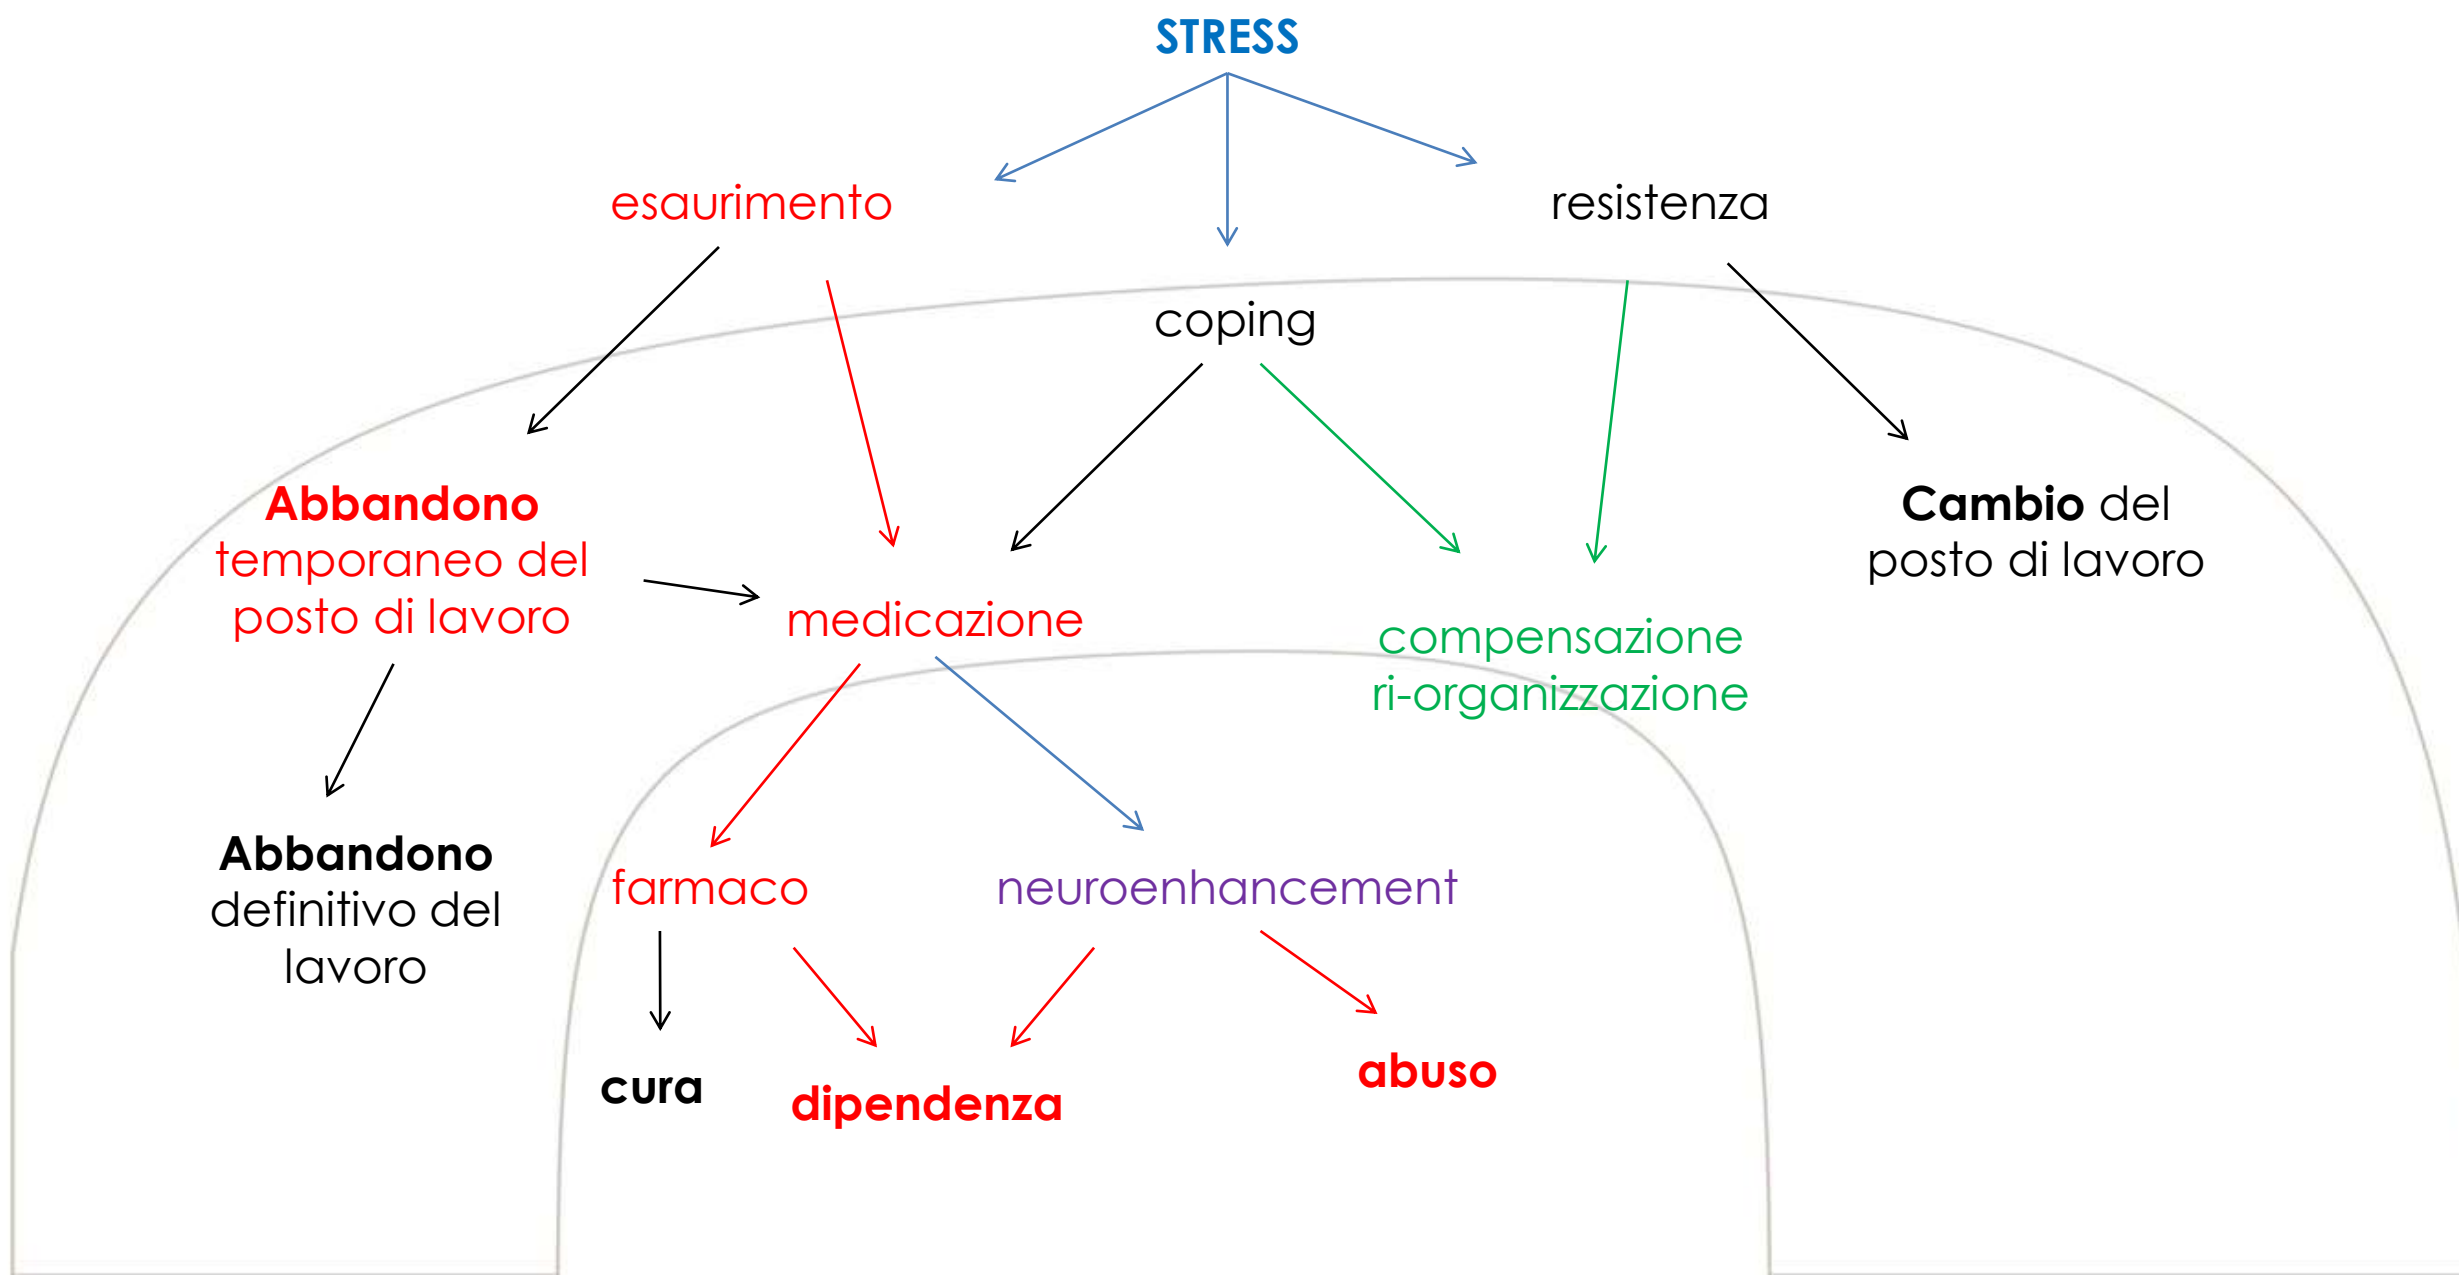 STRESS
esaurimento
resistenza
coping
Abbandono
temporaneo del
posto di lavoro
medicazione
compensazione
ri-organizzazione
Cambio del
posto di lavoro
Abbandono
definitivo del
lavoro
farmaco
neuroenhancement
cura
dipendenza
abuso